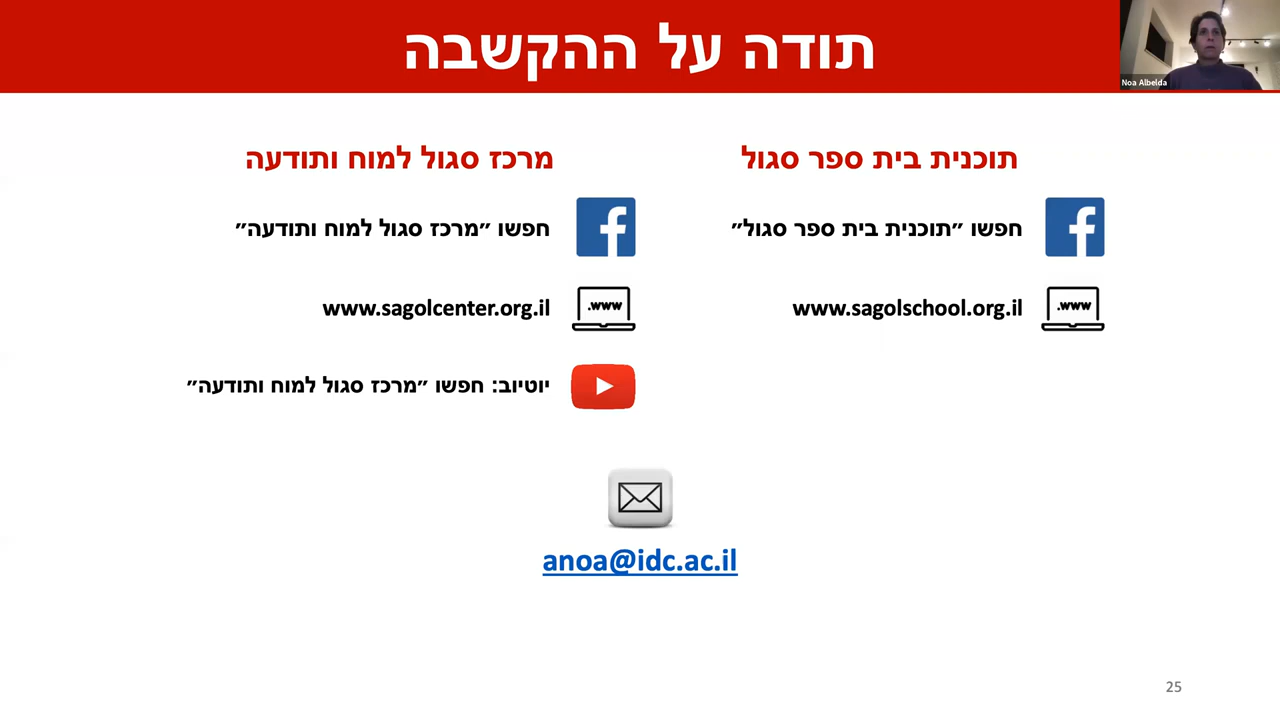 תודה על ההקשבה
Noa Albelda
תוכנית בית ספר סגול
חפשו ״תוכנית בית ספר סגול״
www.
www.sagolschool.org.il
מרכז סגול למוח ותודעה
חפשו ״מרכז סגול למוח ותודעה״
www.
www.sagolcenter.org.il
יוטיוב: חפשו ״מרכז סגול למוח ותודעה״
anoa@idc.ac.il
25